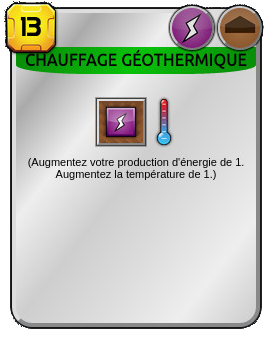 13
CHAUFFAGE GÉOTHERMIQUE
(Augmentez votre production d'énergie de 1.
Augmentez la température de 1.)